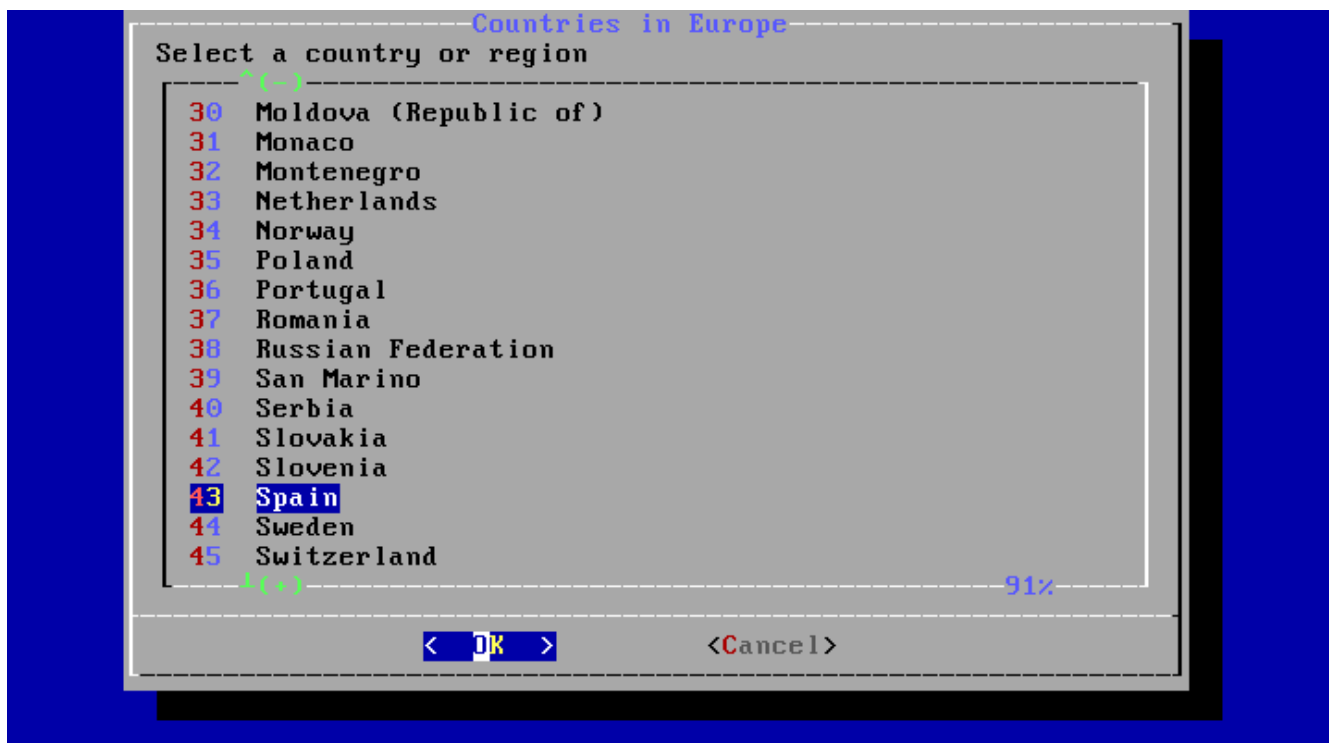 Countries in Europe
Select a country or region
^(-)
30 Moldova (Republic of)
31 Monaco
32 Montenegro
33 Netherlands
34 Norway
35 Poland
36 Portugal
37 Romania
38 Russian Federation
39 San Marino
40 Serbia
41 Slovakia
42 Slovenia
43 Spain
44 Sweden
45 Switzerland
┴(+) 91%
< OK > <Cancel>